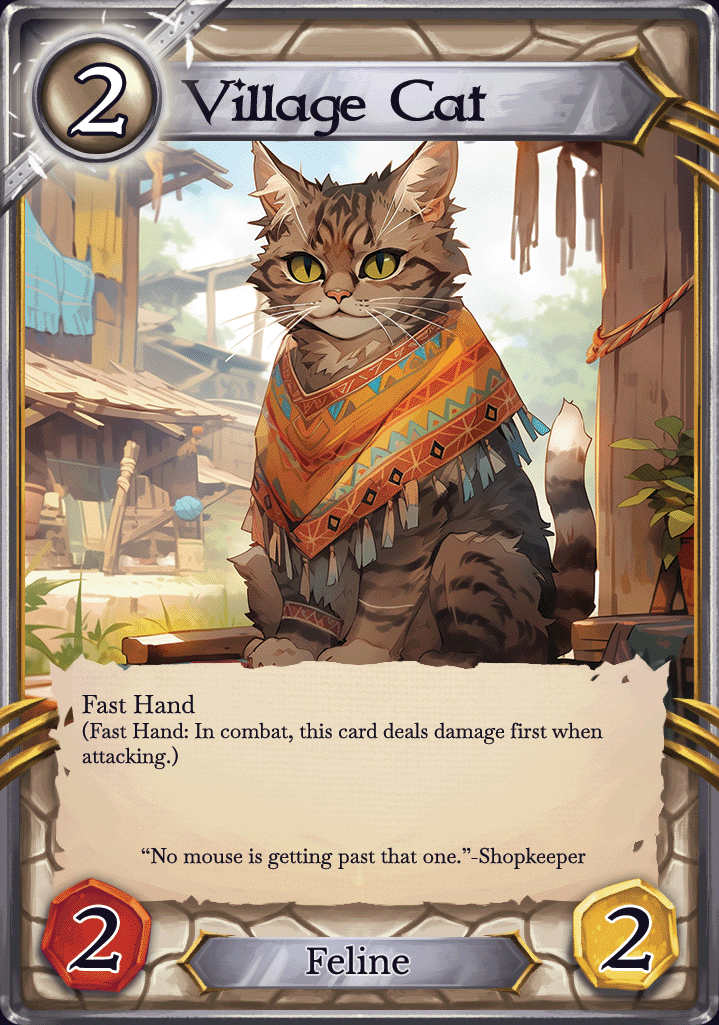 2
Village Cat
Fast Hand
(Fast Hand: In combat, this card deals damage first when
attacking.)
“No mouse is getting past that one.”-Shopkeeper
2
Feline
2